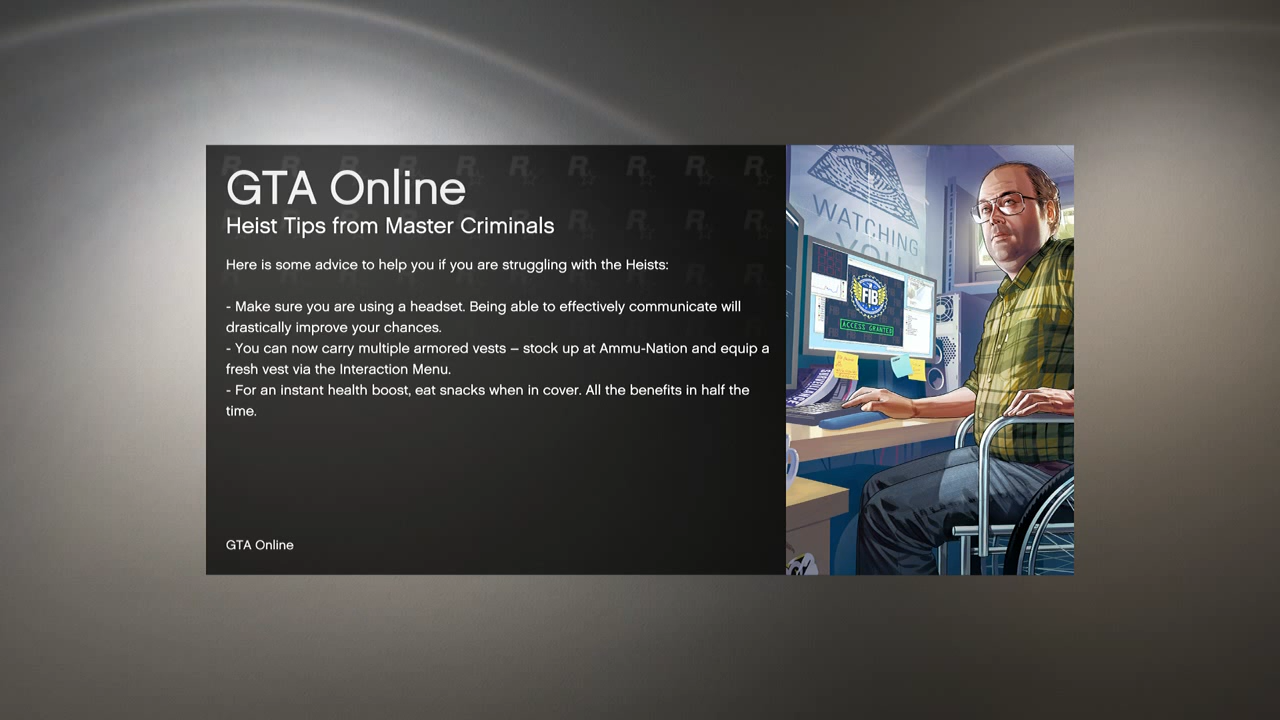 GTA Online
Heist Tips from Master Criminals
Here is some advice to help you if you are struggling with the Heists:
- Make sure you are using a headset. Being able to effectively communicate will
drastically improve your chances.
- You can now carry multiple armored vests – stock up at Ammu-Nation and equip a
fresh vest via the Interaction Menu.
- For an instant health boost, eat snacks when in cover. All the benefits in half the
time.
GTA Online
WATCHING
YOU
FIB
ACCESS GRANTED